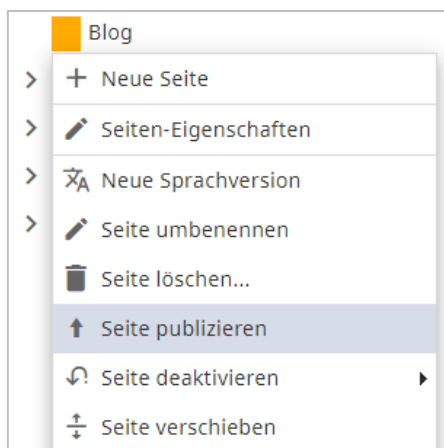 Blog
Neue Seite
Seiten-Eigenschaften
Neue Sprachversion
Seite umbenennen
Seite löschen...
Seite publizieren
Seite deaktivieren
Seite verschieben